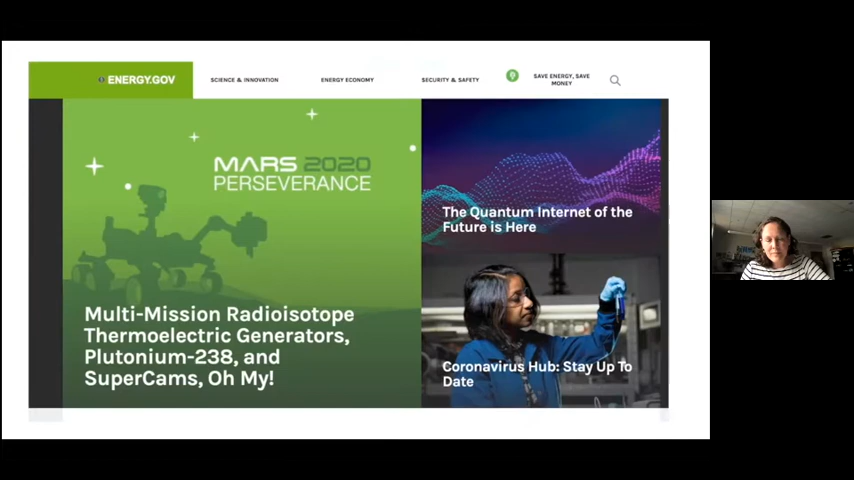 ENERGY.GOV
SCIENCE & INNOVATION
ENERGY ECONOMY
SECURITY & SAFETY
SAVE ENERGY, SAVE
MONEY
MARS 2020
PERSEVERANCE
Multi-Mission Radioisotope
Thermoelectric Generators,
Plutonium-238, and
SuperCams, Oh My!
The Quantum Internet of the
Future is Here
Coronavirus Hub: Stay Up To
Date